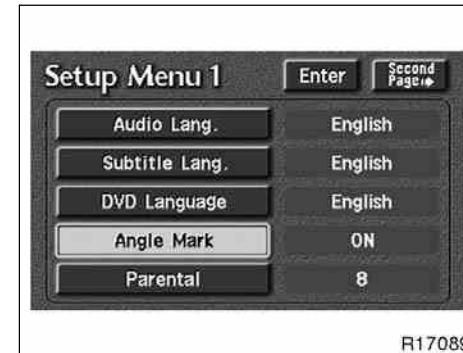 Setup Menu 1 Enter Second Page
Audio Lang. English
Subtitle Lang. English
DVD Language English
Angle Mark ON
Parental 8
R17089